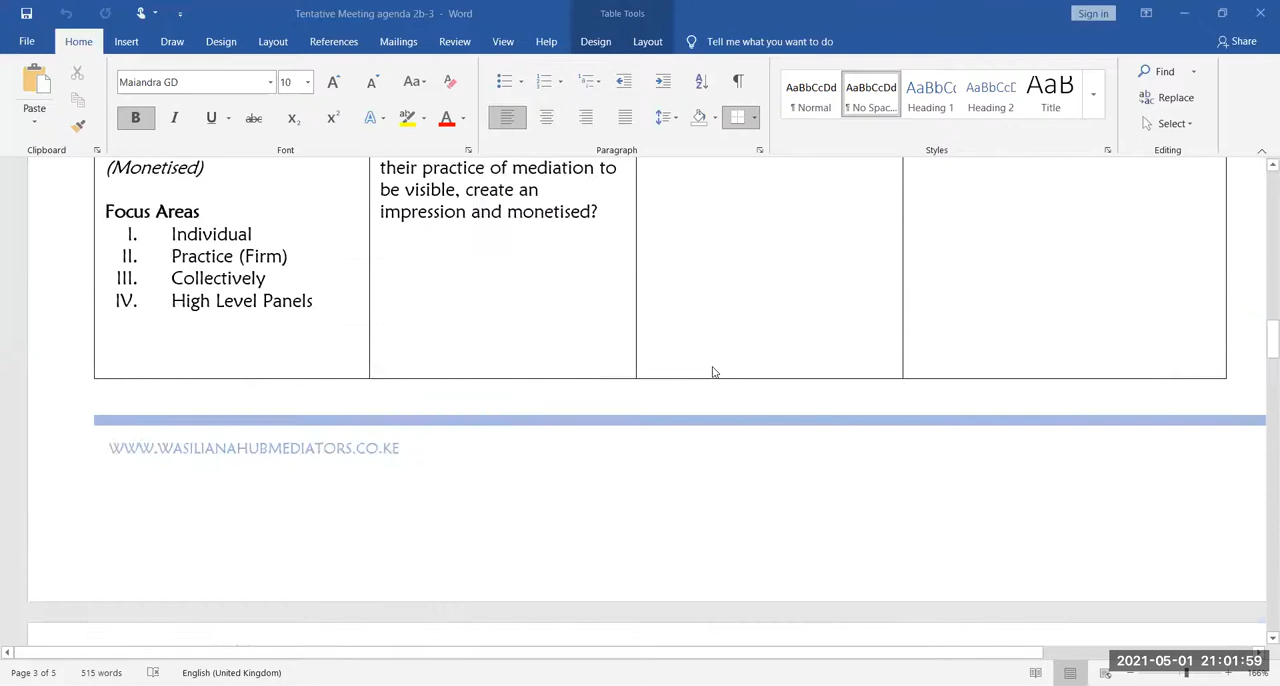 Tentative Meeting agenda 2b-3 - Word
Table Tools
Sign in
File
Home
Insert
Draw
Design
Layout
References
Mailings
Review
View
Help
Design
Layout
Tell me what you want to do
Share
Paste
Clipboard
Maiandra GD
10
Font
Paragraph
AaBbCcDd
¶ Normal
AaBbCcDd
¶ No Spac...
AaBbCc
Heading 1
AaBbCcD
Heading 2
AaB
Title
Styles
Find
Replace
Select
Editing
(Monetised)
Focus Areas
I. Individual
II. Practice (Firm)
III. Collectively
IV. High Level Panels
their practice of mediation to
be visible, create an
impression and monetised?
WWW.WASILIANAHUBMEDIATORS.CO.KE
Page 3 of 5
515 words
English (United Kingdom)
2021-05-01 21:01:59
166%